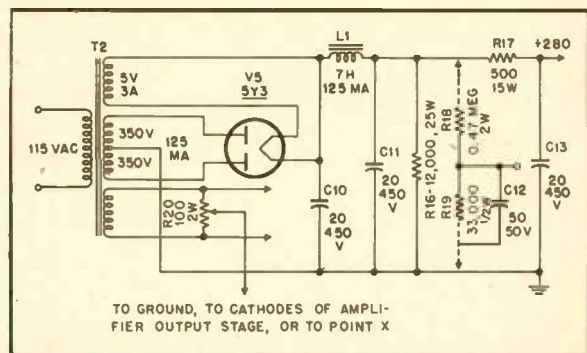 T2
5V
3A
V5
5Y3
L1
7H
125 MA
R17
500
15W
+280
115 VAC
350V
350V
125
MA
R20
100
2W
C10
20
450
V
C11
20
450
V
R16-12,000 25W
R18
0.47 MEG
2W
R19
33,000
1/2W
C12
50
50V
C13
20
450
V
TO GROUND, TO CATHODES OF AMPLI-
FIER OUTPUT STAGE, OR TO POINT X